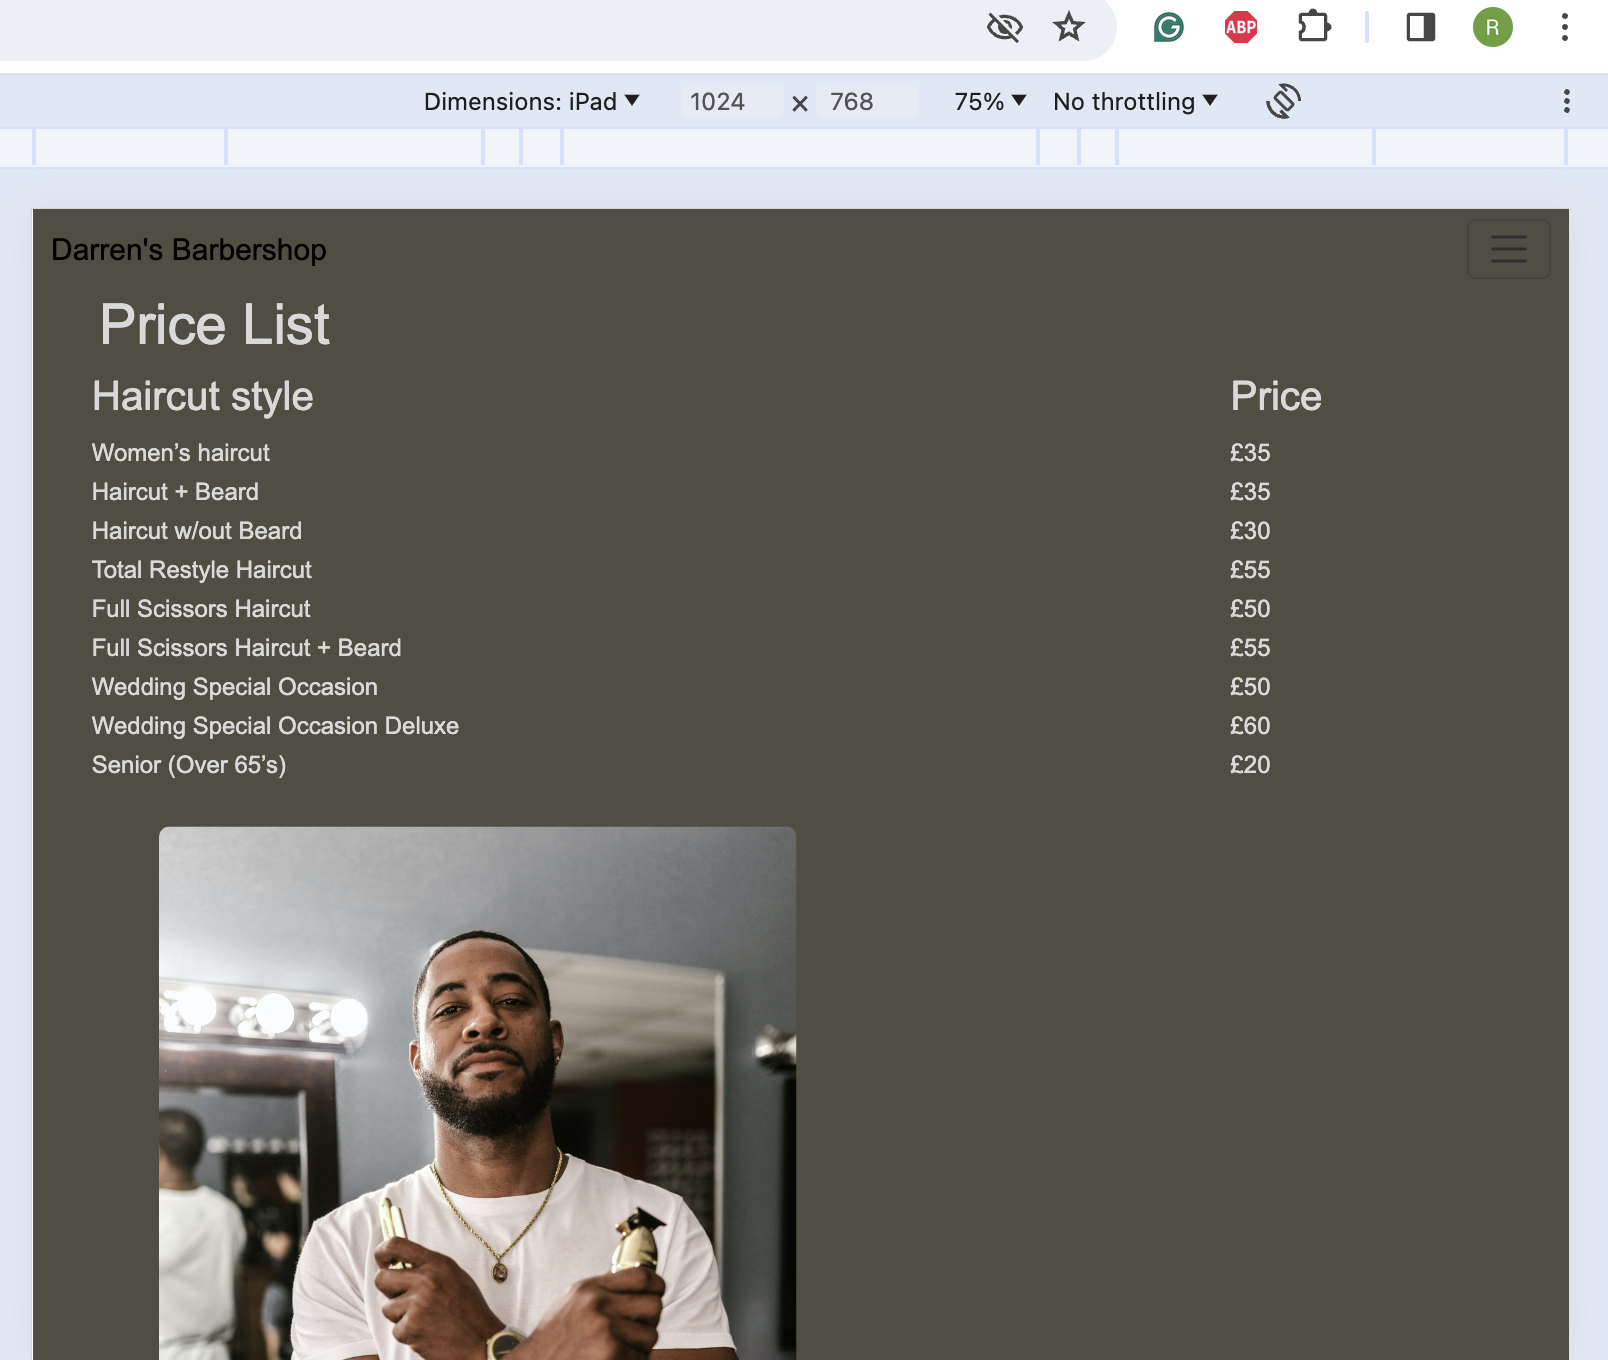 ABP
R
Dimensions: iPad 1024 × 768 75% No throttling
Darren's Barbershop
Price List
Haircut style Price
Women’s haircut £35
Haircut + Beard £35
Haircut w/out Beard £30
Total Restyle Haircut £55
Full Scissors Haircut £50
Full Scissors Haircut + Beard £55
Wedding Special Occasion £50
Wedding Special Occasion Deluxe £60
Senior (Over 65’s) £20